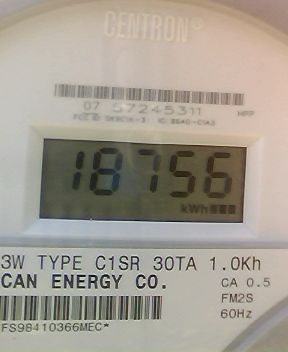 CENTRON®
07 57245311 HPP
18756
kWh
3W TYPE C1SR 30TA 1.0Kh
CAN ENERGY CO. CA 0.5
FM2S
60Hz
FS98410366MEC*